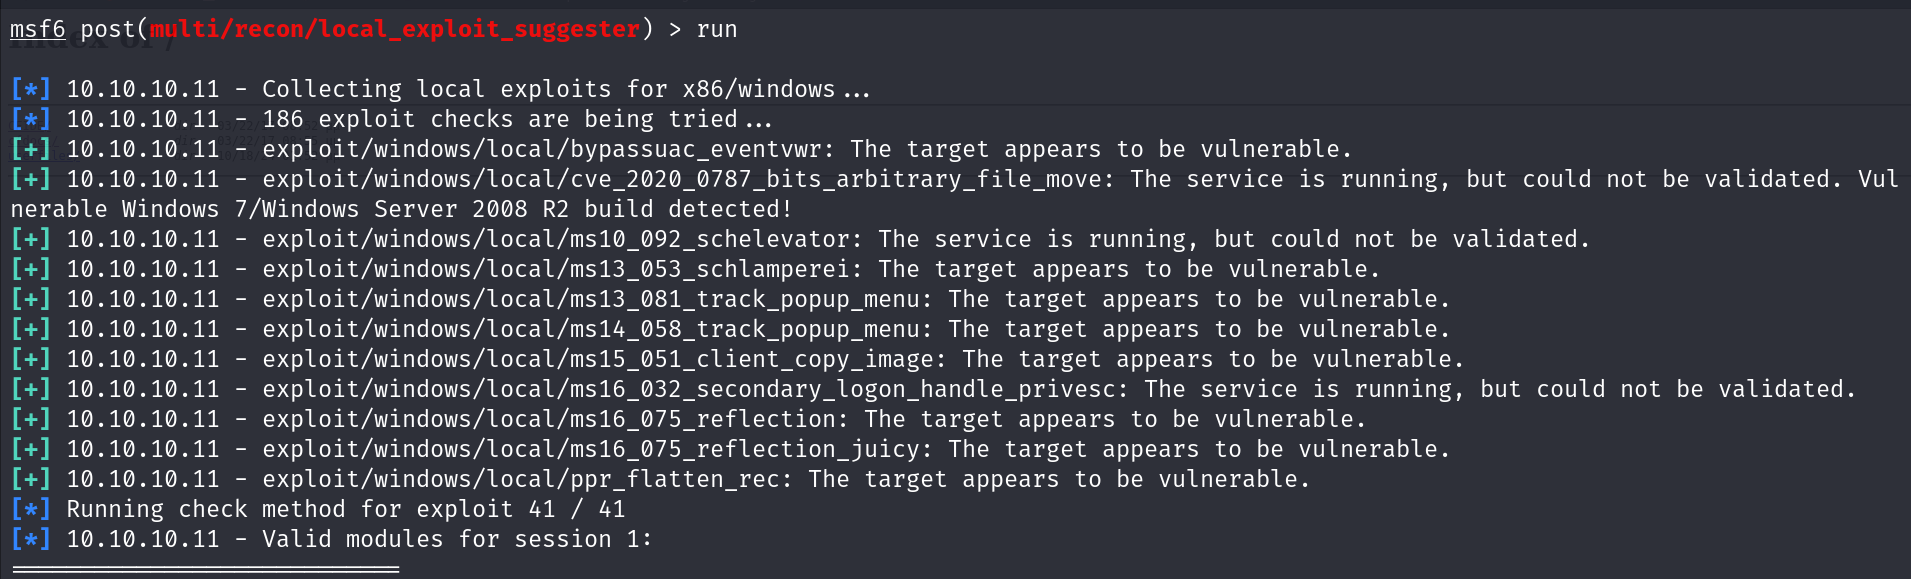 msf6 post(multi/recon/local_exploit_suggester) > run
Index of /
[*] 10.10.10.11 - Collecting local exploits for x86/windows...
[*] 10.10.10.11 - 186 exploit checks are being tried...
[+] 10.10.10.11 - exploit/windows/local/bypassuac_eventvwr: The target appears to be vulnerable.
[+] 10.10.10.11 - exploit/windows/local/cve_2020_0787_bits_arbitrary_file_move: The service is running, but could not be validated. Vul
nerable Windows 7/Windows Server 2008 R2 build detected!
[+] 10.10.10.11 - exploit/windows/local/ms10_092_schelevator: The service is running, but could not be validated.
[+] 10.10.10.11 - exploit/windows/local/ms13_053_schlamperei: The target appears to be vulnerable.
[+] 10.10.10.11 - exploit/windows/local/ms13_081_track_popup_menu: The target appears to be vulnerable.
[+] 10.10.10.11 - exploit/windows/local/ms14_058_track_popup_menu: The target appears to be vulnerable.
[+] 10.10.10.11 - exploit/windows/local/ms15_051_client_copy_image: The target appears to be vulnerable.
[+] 10.10.10.11 - exploit/windows/local/ms16_032_secondary_logon_handle_privesc: The service is running, but could not be validated.
[+] 10.10.10.11 - exploit/windows/local/ms16_075_reflection: The target appears to be vulnerable.
[+] 10.10.10.11 - exploit/windows/local/ms16_075_reflection_juicy: The target appears to be vulnerable.
[+] 10.10.10.11 - exploit/windows/local/ppr_flatten_rec: The target appears to be vulnerable.
[*] Running check method for exploit 41 / 41
[*] 10.10.10.11 - Valid modules for session 1:
============================